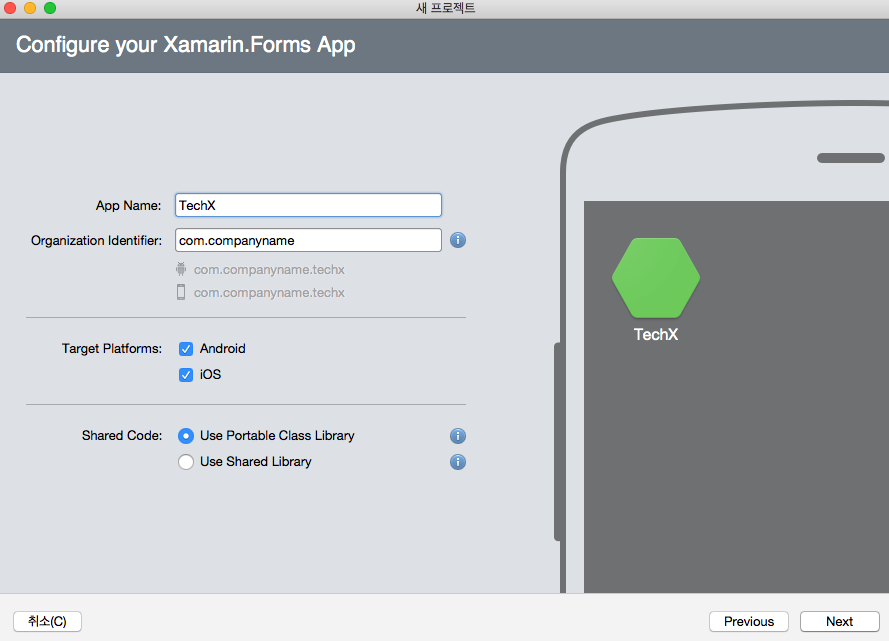 새 프로젝트
Configure your Xamarin.Forms App
App Name: TechX
Organization Identifier: com.companyname
com.companyname.techx
com.companyname.techx
Target Platforms: Android
iOS
Shared Code: Use Portable Class Library
Use Shared Library
TechX
취소(C)
Previous
Next